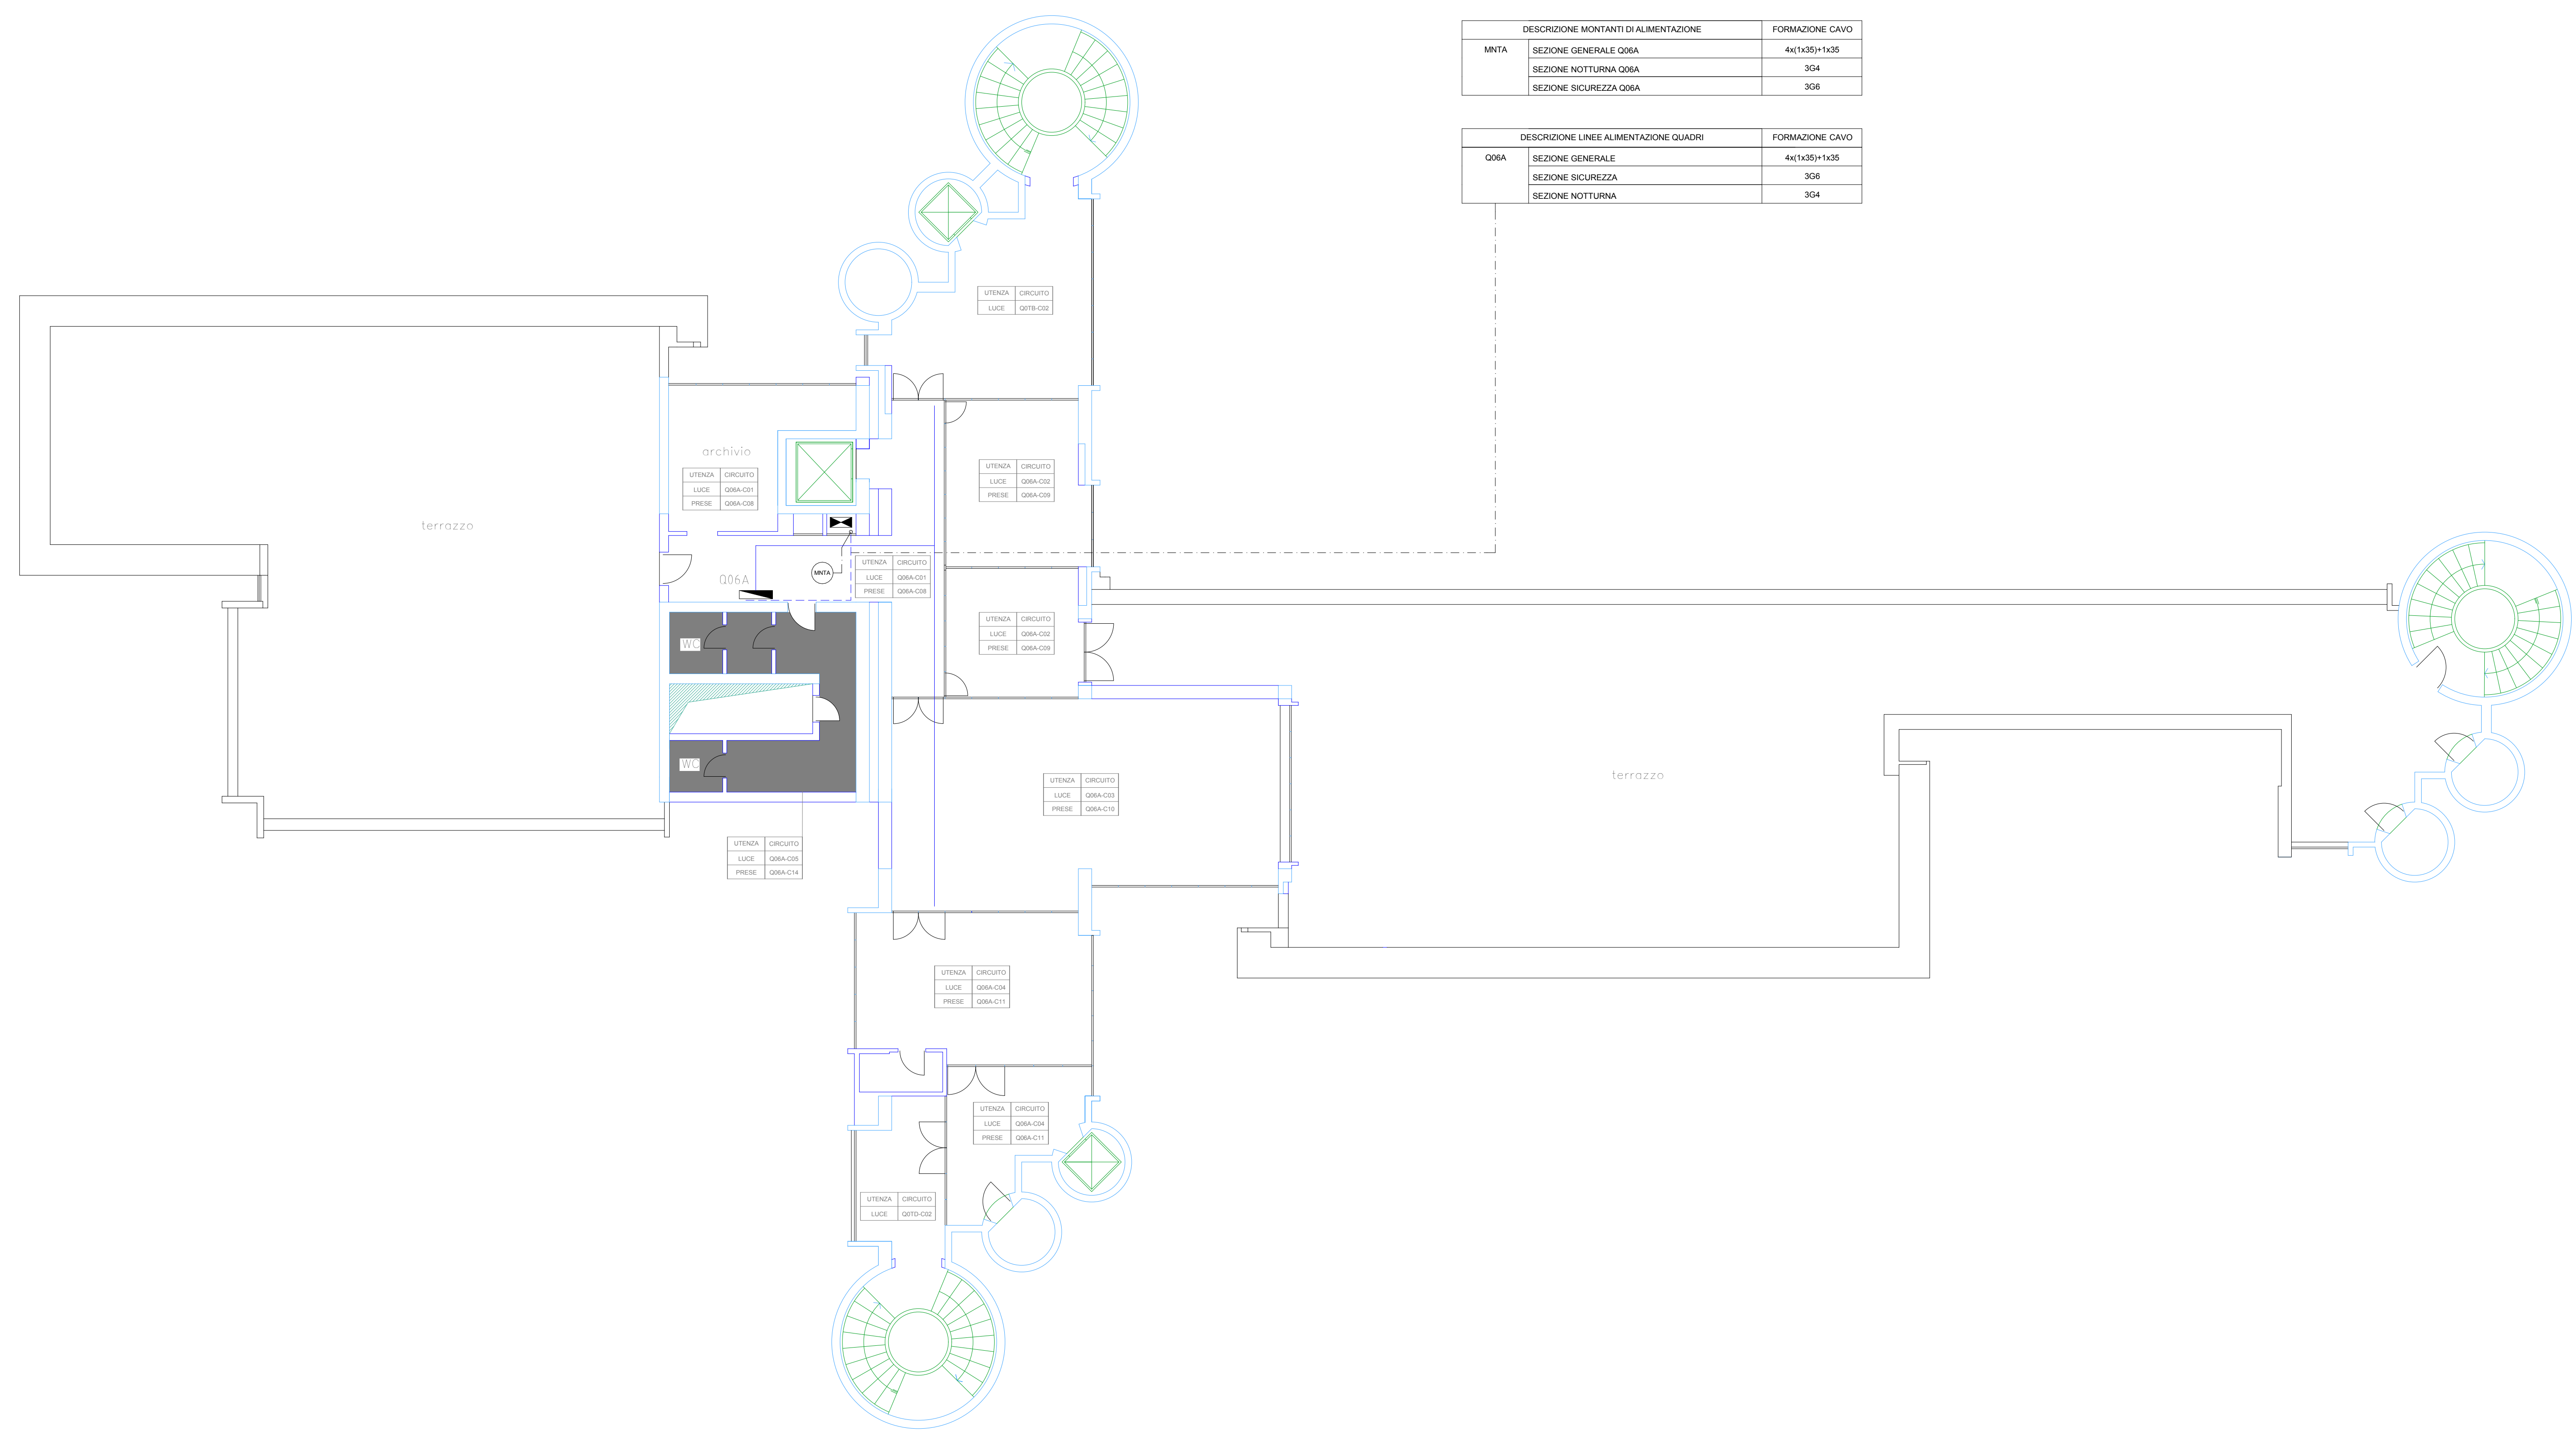 DESCRIZIONE MONTANTI DI ALIMENTAZIONE FORMAZIONE CAVO
MNTA SEZIONE GENERALE Q06A 4x(1x35)+1x35
SEZIONE NOTTURNA Q06A 3G4
SEZIONE SICUREZZA Q06A 3G6
DESCRIZIONE LINEE ALIMENTAZIONE QUADRI FORMAZIONE CAVO
Q06A SEZIONE GENERALE 4x(1x35)+1x35
SEZIONE SICUREZZA 3G6
SEZIONE NOTTURNA 3G4
UTENZA CIRCUITO
LUCE Q0TB-C02
archivio
UTENZA CIRCUITO
LUCE Q06A-C01
PRESE Q06A-C08
UTENZA CIRCUITO
LUCE Q06A-C02
PRESE Q06A-C09
terrazzo
Q06A
MNTA
UTENZA CIRCUITO
LUCE Q06A-C01
PRESE Q06A-C08
UTENZA CIRCUITO
LUCE Q06A-C02
PRESE Q06A-C09
WC
WC
UTENZA CIRCUITO
LUCE Q06A-C03
PRESE Q06A-C10
terrazzo
UTENZA CIRCUITO
LUCE Q06A-C05
PRESE Q06A-C14
UTENZA CIRCUITO
LUCE Q06A-C04
PRESE Q06A-C11
UTENZA CIRCUITO
LUCE Q06A-C04
PRESE Q06A-C11
UTENZA CIRCUITO
LUCE Q0TD-C02